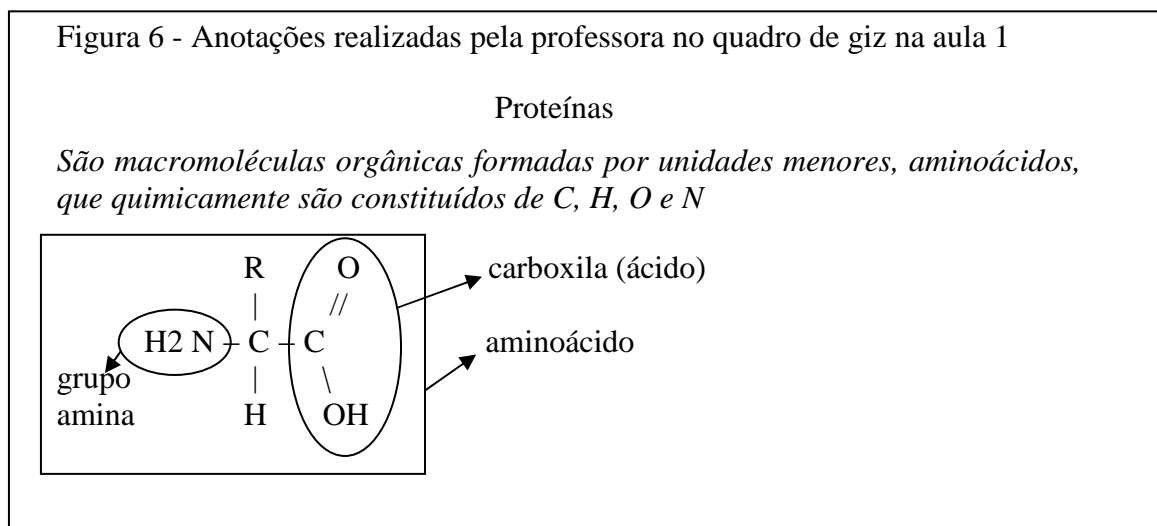 Figura 6 - Anotações realizadas pela professora no quadro de giz na aula 1
Proteínas
São macromoléculas orgânicas formadas por unidades menores, aminoácidos,
que quimicamente são constituídos de C, H, O e N
R O
| //
H2 N – C – C
| \
H OH
grupo
amina
carboxila (ácido)
aminoácido